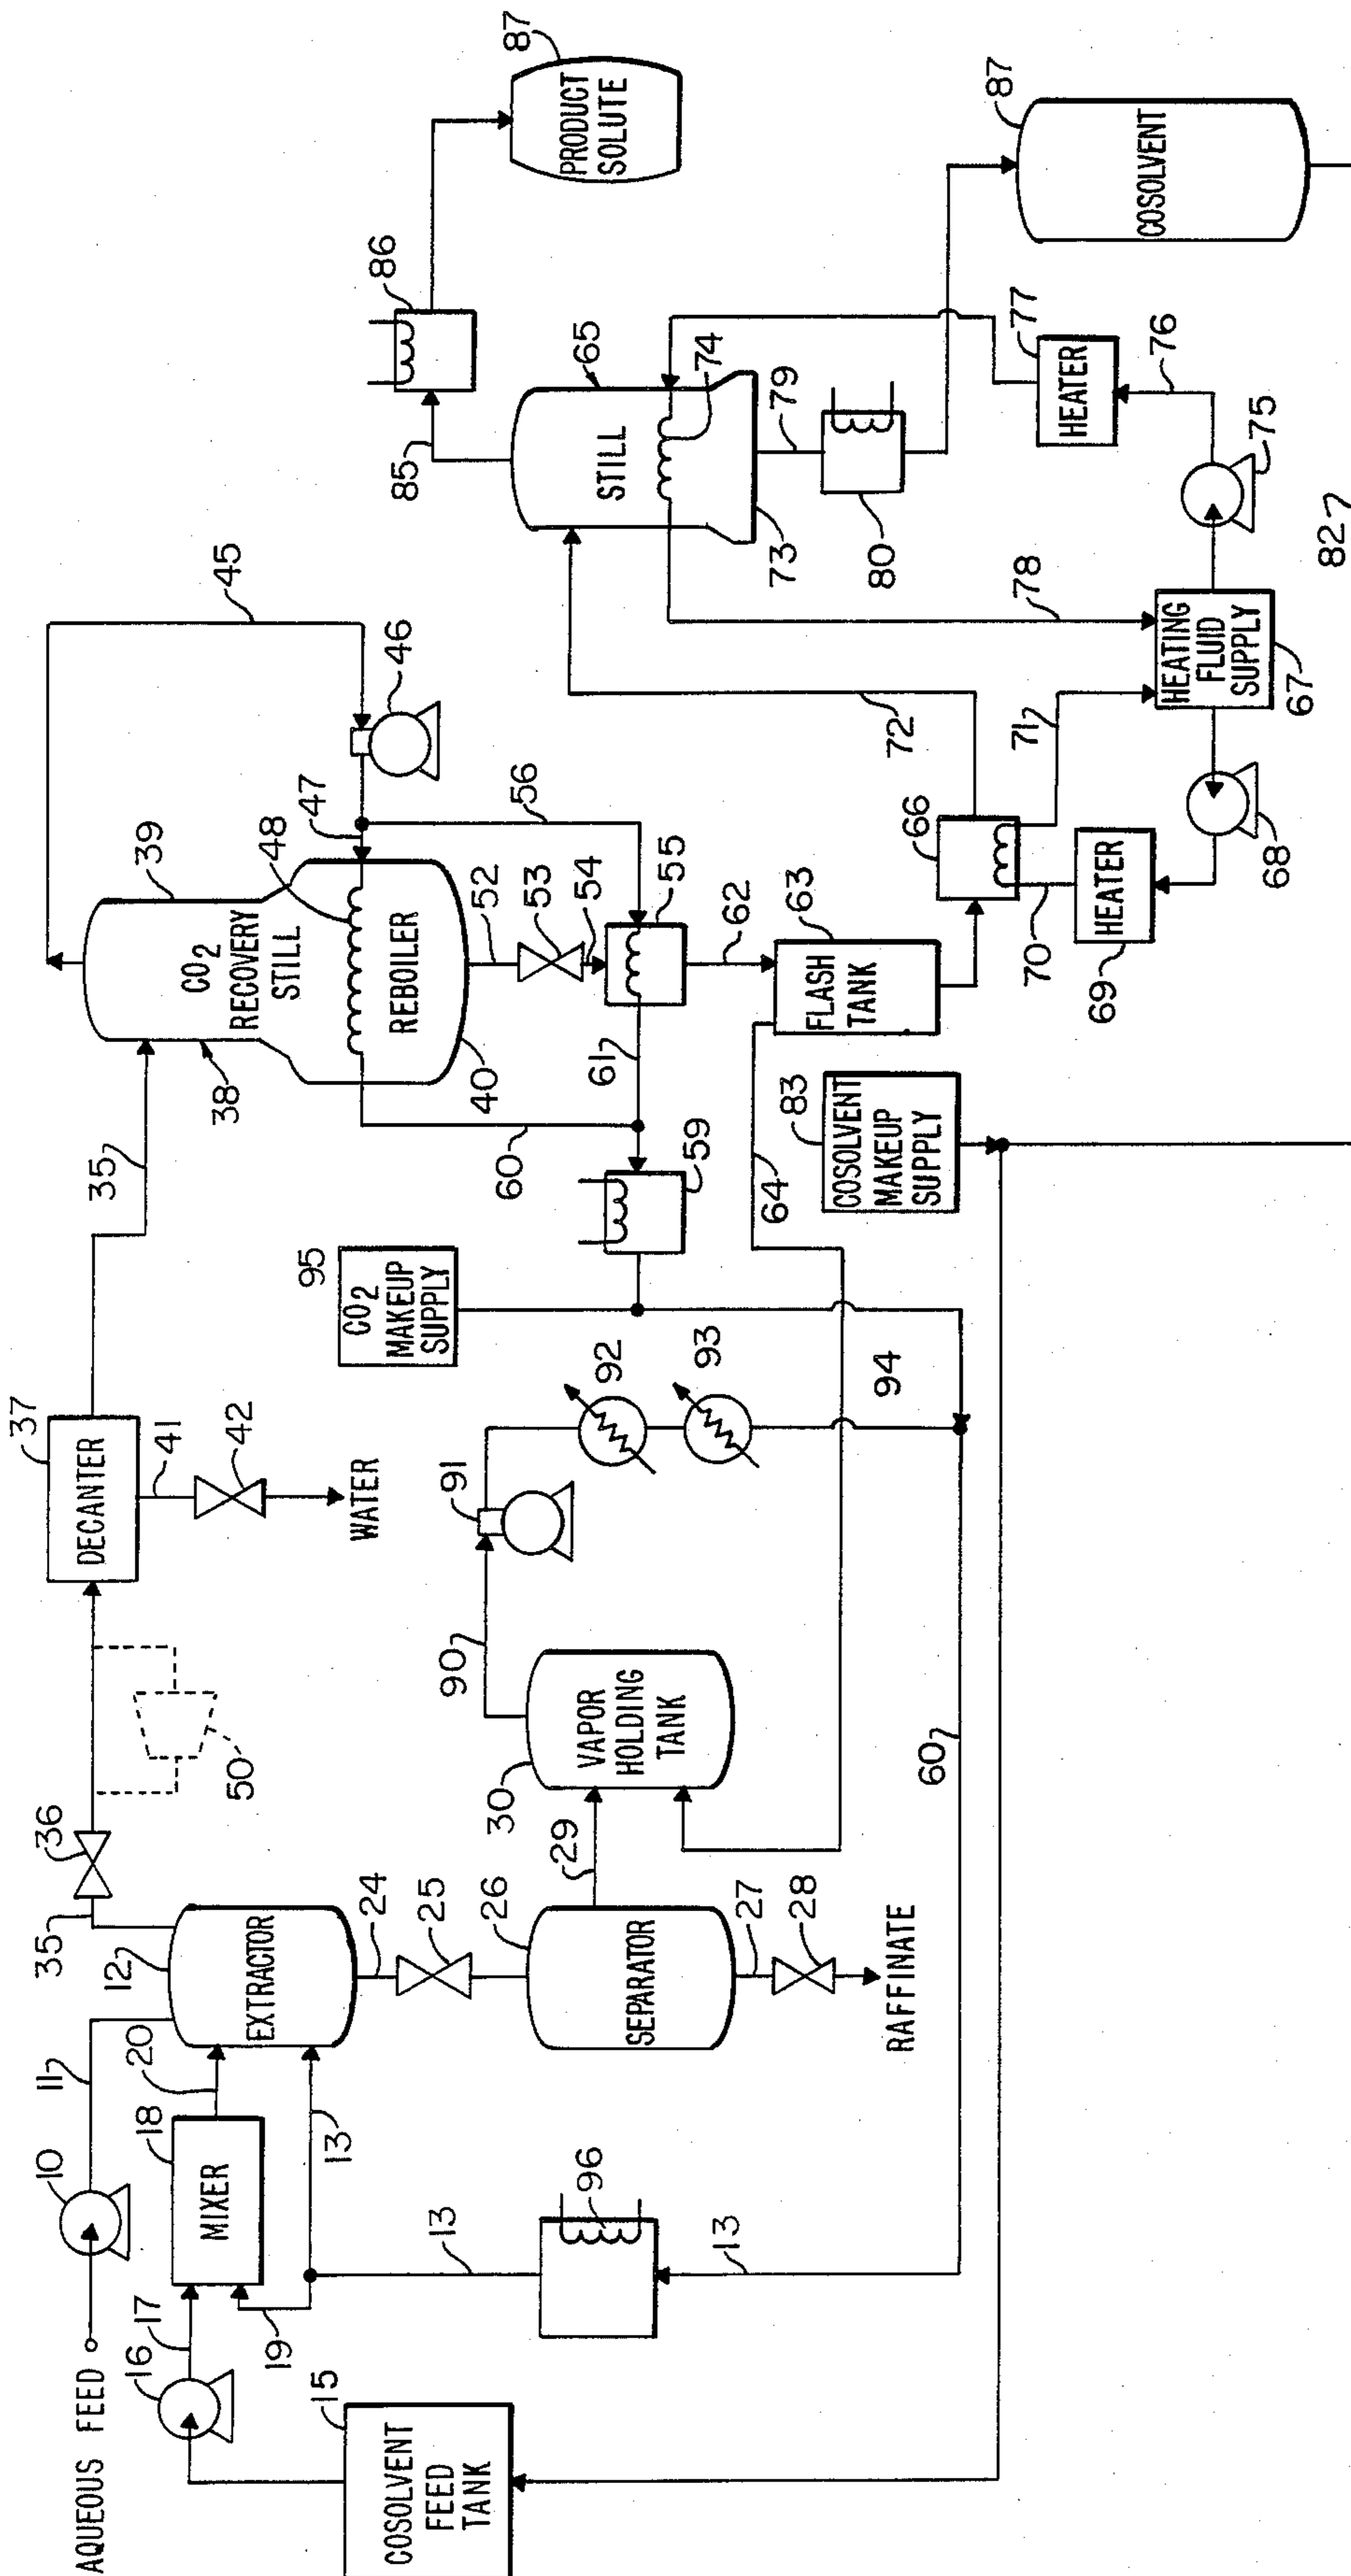 AQUEOUS FEED
10
11
12
35
36
50
37
DECANTER
41
42
WATER
35
38
39
CO2
RECOVERY
STILL
48
47
45
46
REBOILER
40
52
53
54
56
55
61
60
59
62
95
CO2
MAKEUP
SUPPLY
85
86
87
PRODUCT
SOLUTE
16
17
18
MIXER
19
20
13
EXTRACTOR
24
25
26
SEPARATOR
27
28
RAFFINATE
29
30
VAPOR
HOLDING
TANK
90
91
92
93
94
64
63
FLASH
TANK
83
COSOLVENT
MAKEUP
SUPPLY
65
STILL
74
73
79
80
72
78
71
66
70
69
HEATER
68
HEATING
FLUID
SUPPLY
67
75
76
77
HEATER
87
COSOLVENT
82
15
COSOLVENT
FEED
TANK
13
96
13
60